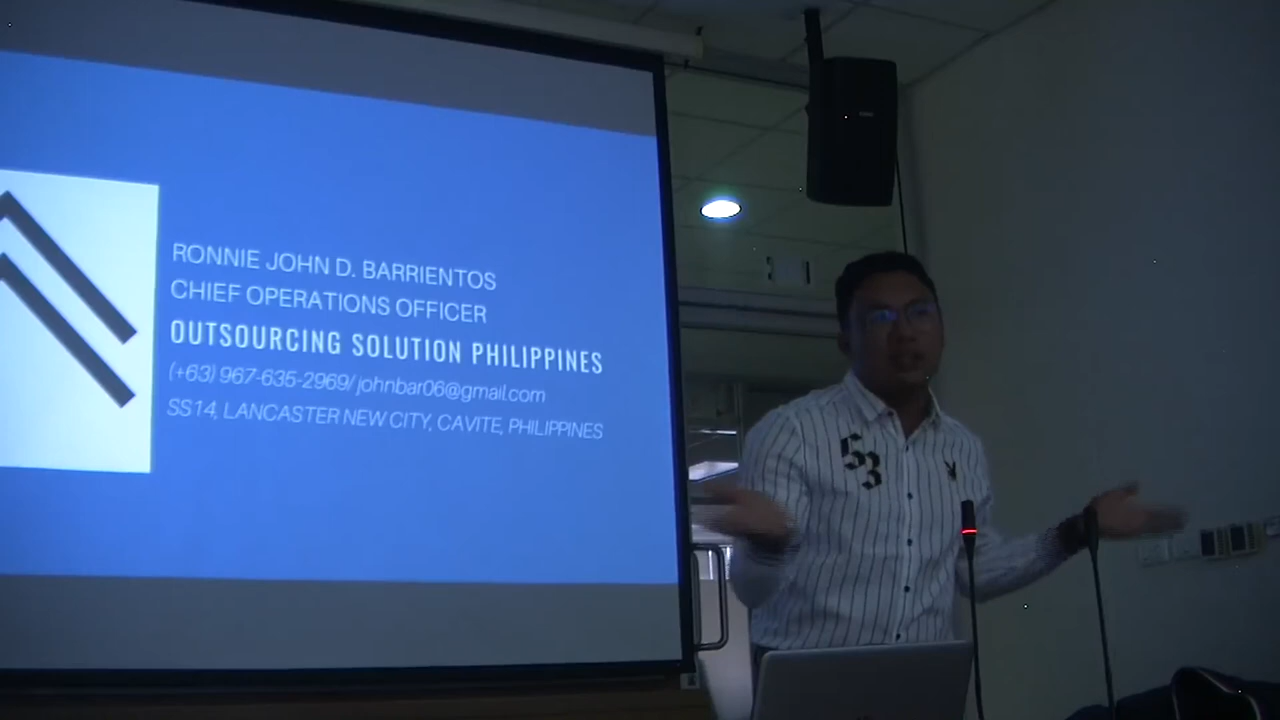 RONNIE JOHN D. BARRIENTOS
CHIEF OPERATIONS OFFICER
OUTSOURCING SOLUTION PHILIPPINES
(+63) 967-635-2969/ johnbar06@gmail.com
SS14, LANCASTER NEW CITY, CAVITE, PHILIPPINES
53